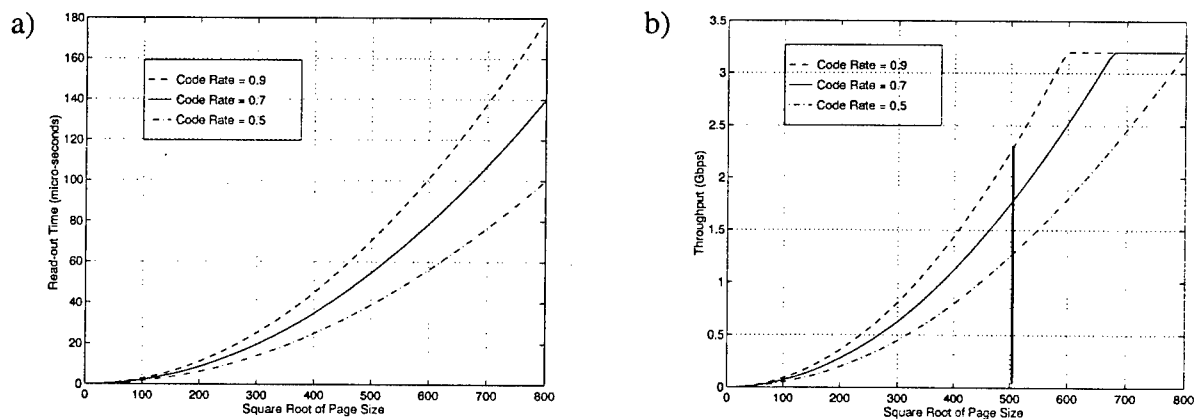 a)
180
160
140
120
100
80
60
40
20
0
Read-out Time (micro-seconds)
Code Rate = 0.9
Code Rate = 0.7
Code Rate = 0.5
0 100 200 300 400 500 600 700 800
Square Root of Page Size
b)
3.5
3
2.5
2
1.5
1
0.5
0
Throughput (Gbps)
Code Rate = 0.9
Code Rate = 0.7
Code Rate = 0.5
0 100 200 300 400 500 600 700 800
Square Root of Page Size